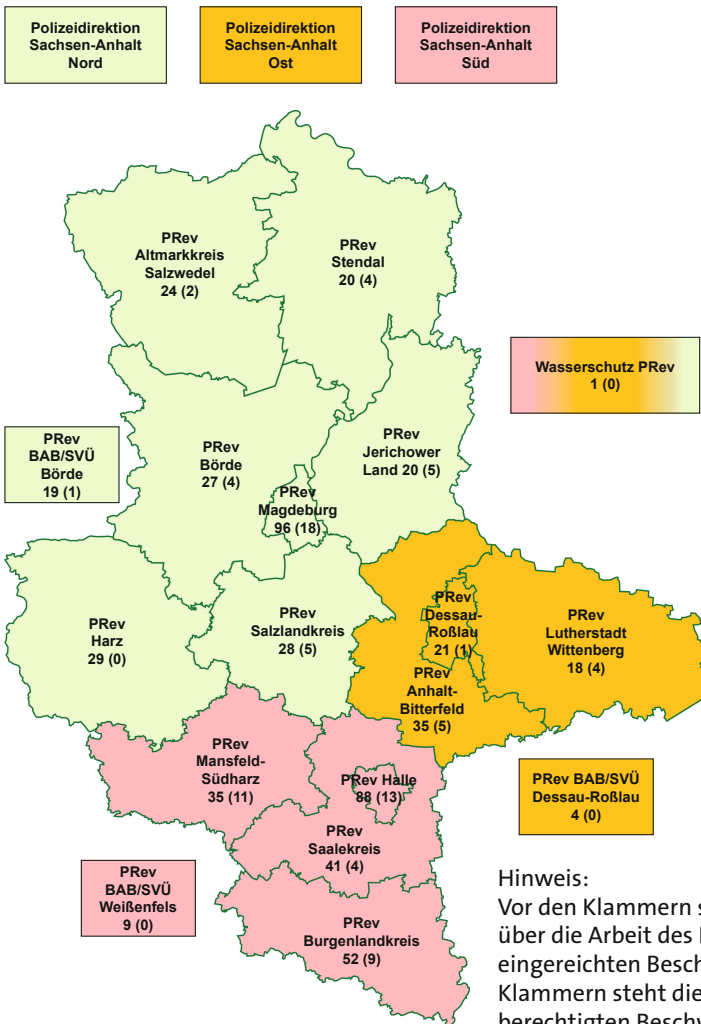 Polizeidirektion
Sachsen-Anhalt
Nord
Polizeidirektion
Sachsen-Anhalt
Ost
Polizeidirektion
Sachsen-Anhalt
Süd
PRev
Altmarkkreis
Salzwedel
24 (2)
PRev
Stendal
20 (4)
Wasserschutz PRev
1 (0)
PRev
BAB/SVÜ
Börde
19 (1)
PRev
Börde
27 (4)
PRev
Jerichower
Land 20 (5)
PRev
Magdeburg
96 (18)
PRev
Harz
29 (0)
PRev
Salzlandkreis
28 (5)
PRev
Dessau-
Roßlau
21 (1)
PRev
Lutherstadt
Wittenberg
18 (4)
PRev
Anhalt-
Bitterfeld
35 (5)
PRev
Mansfeld-
Südharz
35 (11)
PRev Halle
88 (13)
PRev BAB/SVÜ
Dessau-Roßlau
4 (0)
PRev
Saalekreis
41 (4)
PRev
BAB/SVÜ
Weißenfels
9 (0)
PRev
Burgenlandkreis
52 (9)
Hinweis:
Vor den Klammern s
über die Arbeit des
eingereichten Besch
Klammern steht die
berechtigten Beschw